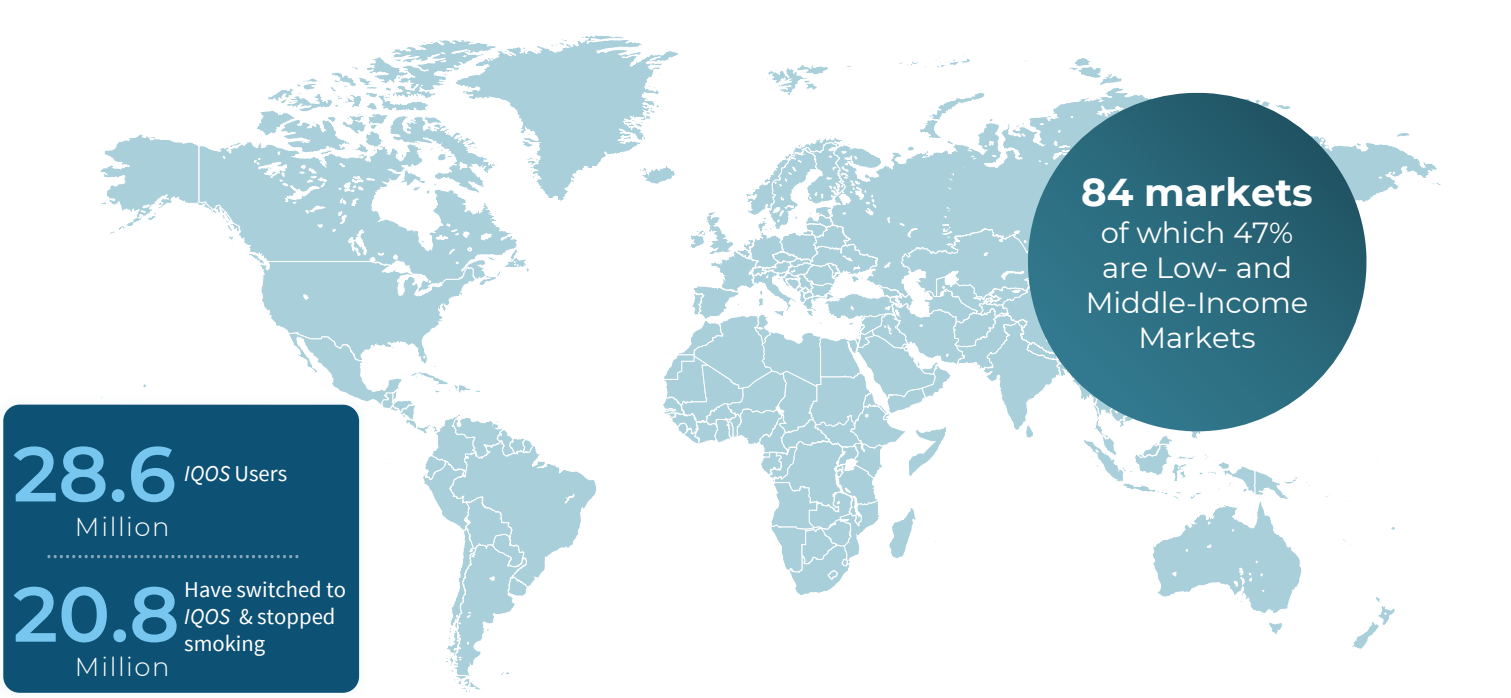 84 markets
of which 47%
are Low- and
Middle-Income
Markets
28.6 IQOS Users
Million
20.8 Have switched to
IQOS & stopped
smoking
Million